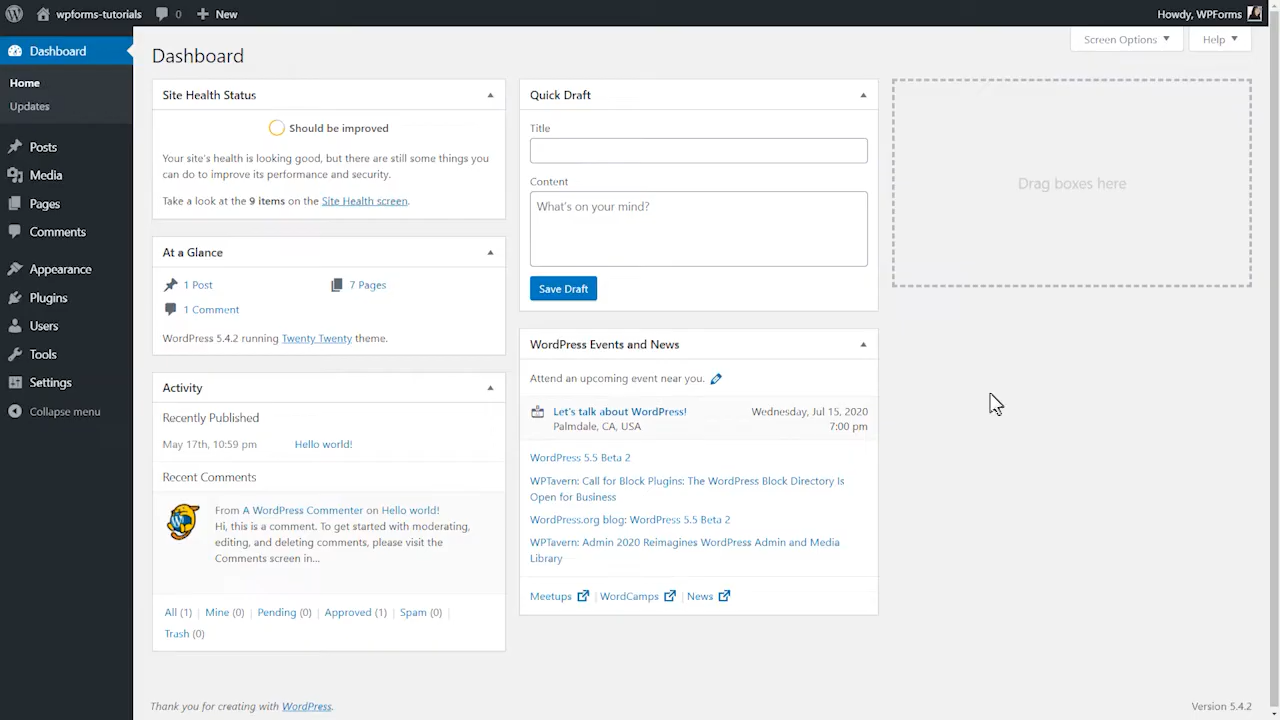 wpforms-tutorials 0 New Howdy, WPForms
Dashboard
Home
Updates
Posts
Media
Pages
Comments
Appearance
Plugins
Users
Tools
Settings
Collapse menu
Screen Options Help
Dashboard
Site Health Status
Should be improved
Your site's health is looking good, but there are still some things you
can do to improve its performance and security.
Take a look at the 9 items on the Site Health screen.
At a Glance
1 Post 7 Pages
1 Comment
WordPress 5.4.2 running Twenty Twenty theme.
Activity
Recently Published
May 17th, 10:59 pm Hello world!
Recent Comments
From A WordPress Commenter on Hello world!
Hi, this is a comment. To get started with moderating,
editing, and deleting comments, please visit the
Comments screen in...
All (1) | Mine (0) | Pending (0) | Approved (1) | Spam (0) |
Trash (0)
Quick Draft
Title
Content
What's on your mind?
Save Draft
WordPress Events and News
Attend an upcoming event near you.
Let's talk about WordPress! Wednesday, Jul 15, 2020
Palmdale, CA, USA 7:00 pm
WordPress 5.5 Beta 2
WPTavern: Call for Block Plugins: The WordPress Block Directory Is
Open for Business
WordPress.org blog: WordPress 5.5 Beta 2
WPTavern: Admin 2020 Reimagines WordPress Admin and Media
Library
Meetups | WordCamps | News
Drag boxes here
Thank you for creating with WordPress. Version 5.4.2